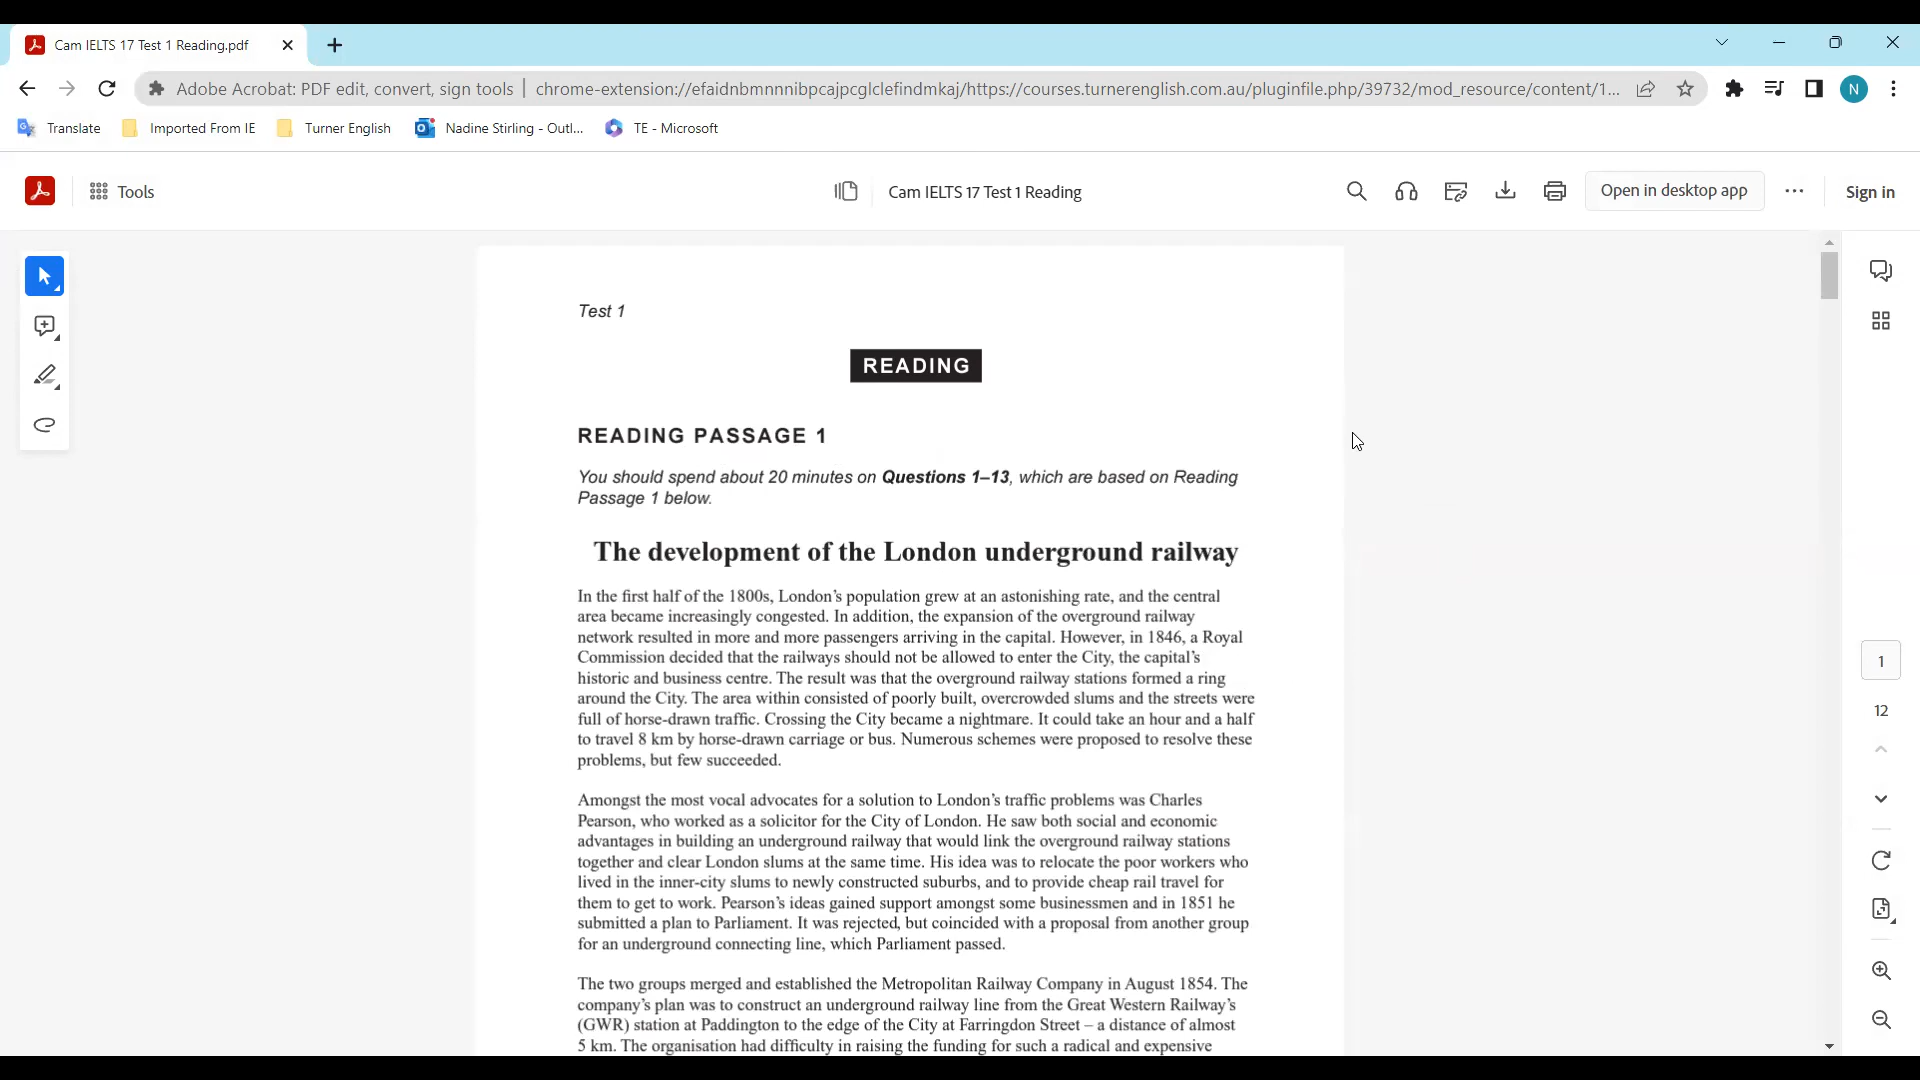 Cam IELTS 17 Test 1 Reading.pdf
Adobe Acrobat: PDF edit, convert, sign tools | chrome-extension://efaidnbmnnnibpcajpcglclefindmkaj/https://courses.turnerenglish.com.au/pluginfile.php/39732/mod_resource/content/1... N
Translate Imported From IE Turner English Nadine Stirling - Outl... TE - Microsoft
Tools Cam IELTS 17 Test 1 Reading Open in desktop app Sign in
Test 1
READING
READING PASSAGE 1
You should spend about 20 minutes on Questions 1–13, which are based on Reading
Passage 1 below.
The development of the London underground railway
In the first half of the 1800s, London’s population grew at an astonishing rate, and the central
area became increasingly congested. In addition, the expansion of the overground railway
network resulted in more and more passengers arriving in the capital. However, in 1846, a Royal
Commission decided that the railways should not be allowed to enter the City, the capital’s
historic and business centre. The result was that the overground railway stations formed a ring
around the City. The area within consisted of poorly built, overcrowded slums and the streets were
full of horse-drawn traffic. Crossing the City became a nightmare. It could take an hour and a half
to travel 8 km by horse-drawn carriage or bus. Numerous schemes were proposed to resolve these
problems, but few succeeded.
Amongst the most vocal advocates for a solution to London’s traffic problems was Charles
Pearson, who worked as a solicitor for the City of London. He saw both social and economic
advantages in building an underground railway that would link the overground railway stations
together and clear London slums at the same time. His idea was to relocate the poor workers who
lived in the inner-city slums to newly constructed suburbs, and to provide cheap rail travel for
them to get to work. Pearson’s ideas gained support amongst some businessmen and in 1851 he
submitted a plan to Parliament. It was rejected, but coincided with a proposal from another group
for an underground connecting line, which Parliament passed.
The two groups merged and established the Metropolitan Railway Company in August 1854. The
company’s plan was to construct an underground railway line from the Great Western Railway’s
(GWR) station at Paddington to the edge of the City at Farringdon Street – a distance of almost
5 km. The organisation had difficulty in raising the funding for such a radical and expensive
1
12